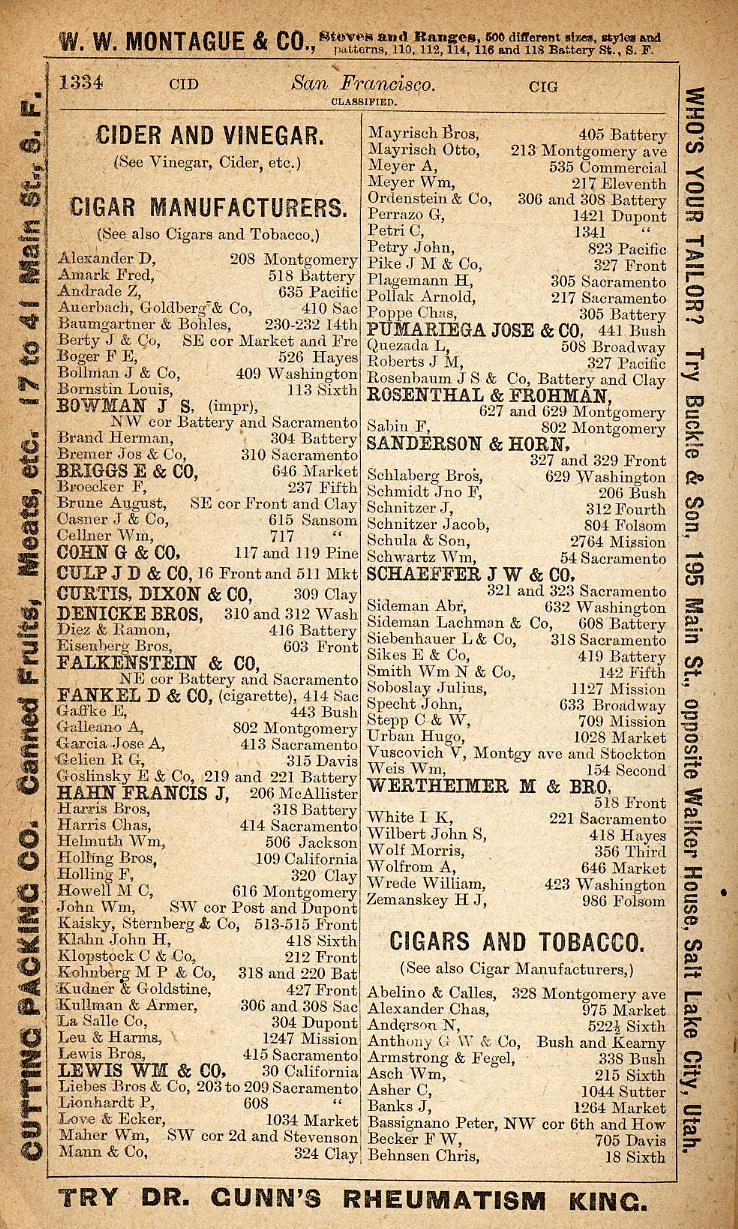 W. W. MONTAGUE & CO., Stoves and Ranges, 500 different sizes, styles and
patterns, 110, 112, 114, 116 and 118 Battery St., S. F.
1334 CID San Francisco. CIG
CLASSIFIED.
CIDER AND VINEGAR.
(See Vinegar, Cider, etc.)
CIGAR MANUFACTURERS.
(See also Cigars and Tobacco,)
Alexander D, 208 Montgomery
Amark Fred, 518 Battery
Andrade Z, 635 Pacific
Auerbach, Goldberg & Co, 410 Sac
Baumgartner & Bohles, 230-232 14th
Berty J & Co, SE cor Market and Fre
Boger F E, 526 Hayes
Bollman J & Co, 409 Washington
Bornstin Louis, 113 Sixth
BOWMAN J S, (impr),
NW cor Battery and Sacramento
Brand Herman, 304 Battery
Bremer Jos & Co, 310 Sacramento
BRIGGS E & CO, 646 Market
Broecker F, 237 Fifth
Brune August, SE cor Front and Clay
Casner J & Co, 615 Sansom
Cellner Wm, 717 "
COHN G & CO, 117 and 119 Pine
CULP J D & CO, 16 Front and 511 Mkt
CURTIS, DIXON & CO, 309 Clay
DENICKE BROS, 310 and 312 Wash
Diez & Ramon, 416 Battery
Eisenberg Bros, 603 Front
FALKENSTEIN & CO,
NE cor Battery and Sacramento
FANKEL D & CO, (cigarette), 414 Sac
Gaffke E, 443 Bush
Galleano A, 802 Montgomery
Garcia Jose A, 413 Sacramento
Gelien R G, 315 Davis
Goslinsky E & Co, 219 and 221 Battery
HAHN FRANCIS J, 206 McAllister
Harris Bros, 318 Battery
Harris Chas, 414 Sacramento
Helmuth Wm, 506 Jackson
Holling Bros, 109 California
Holling F, 320 Clay
Howell M C, 616 Montgomery
John Wm, SW cor Post and Dupont
Kaisky, Sternberg & Co, 513-515 Front
Klahn John H, 418 Sixth
Klopstock C & Co, 212 Front
Kohnberg M P & Co, 318 and 220 Bat
Kudner & Goldstine, 427 Front
Kullman & Armer, 306 and 308 Sac
La Salle Co, 304 Dupont
Leu & Harms, 1247 Mission
Lewis Bros, 415 Sacramento
LEWIS WM & CO, 30 California
Liebes Bros & Co, 203 to 209 Sacramento
Lionhardt P, 608 "
Love & Ecker, 1034 Market
Maher Wm, SW cor 2d and Stevenson
Mann & Co, 324 Clay
Mayrisch Bros, 405 Battery
Mayrisch Otto, 213 Montgomery ave
Meyer A, 535 Commercial
Meyer Wm, 217 Eleventh
Ordenstein & Co, 306 and 308 Battery
Perrazo G, 1421 Dupont
Petri C, 1341 "
Petry John, 823 Pacific
Pike J M & Co, 327 Front
Plagemann H, 305 Sacramento
Pollak Arnold, 217 Sacramento
Poppe Chas, 305 Battery
PUMARIEGA JOSE & CO, 441 Bush
Quezada L, 508 Broadway
Roberts J M, 327 Pacific
Rosenbaum J S & Co, Battery and Clay
ROSENTHAL & FROHMAN,
627 and 629 Montgomery
Sabin F, 802 Montgomery
SANDERSON & HORN,
327 and 329 Front
Schlaberg Bros, 629 Washington
Schmidt Jno F, 206 Bush
Schnitzer J, 312 Fourth
Schnitzer Jacob, 804 Folsom
Schula & Son, 2764 Mission
Schwartz Wm, 54 Sacramento
SCHAEFFER J W & CO,
321 and 323 Sacramento
Sideman Abr, 632 Washington
Sideman Lachman & Co, 608 Battery
Siebenhauer L & Co, 318 Sacramento
Sikes E & Co, 419 Battery
Smith Wm N & Co, 142 Fifth
Soboslay Julius, 1127 Mission
Specht John, 633 Broadway
Stepp C & W, 709 Mission
Urban Hugo, 1028 Market
Vuscovich V, Montgy ave and Stockton
Weis Wm, 154 Second
WERTHEIMER M & BRO,
518 Front
White I K, 221 Sacramento
Wilbert John S, 418 Hayes
Wolf Morris, 356 Third
Wolfrom A, 646 Market
Wrede William, 423 Washington
Zemanskey H J, 986 Folsom
CIGARS AND TOBACCO.
(See also Cigar Manufacturers,)
Abelino & Calles, 328 Montgomery ave
Alexander Chas, 975 Market
Anderson N, 522½ Sixth
Anthony G W & Co, Bush and Kearny
Armstrong & Fegel, 338 Bush
Asch Wm, 215 Sixth
Asher C, 1044 Sutter
Banks J, 1264 Market
Bassignano Peter, NW cor 6th and How
Becker F W, 705 Davis
Behnsen Chris, 18 Sixth
CUTTING PACKING CO. Canned Fruits, Meats, etc. 17 to 41 Main St., S. F.
WHO'S YOUR TAILOR? Try Buckle & Son, 195 Main St., opposite Walker House, Salt Lake City, Utah.
TRY DR. GUNN'S RHEUMATISM KING.